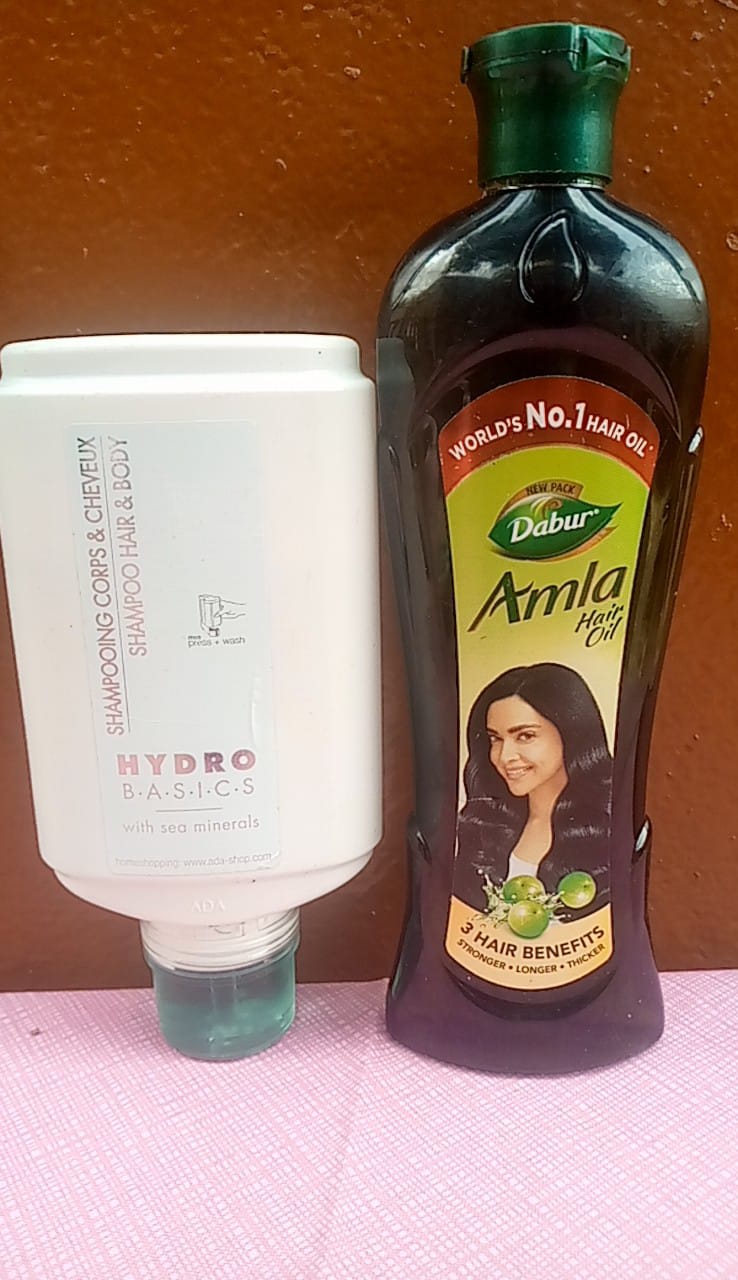 SHAMPOOING CORPS & CHEVEUX
SHAMPOO HAIR & BODY
press + wash
HYDRO
B·A·S·I·C·S
with sea minerals
homeshopping: www.ada-shop.com
ADA
WORLD'S No.1 HAIR OIL*
NEW PACK
Dabur®
Amla
Hair
Oil
3 HAIR BENEFITS
STRONGER • LONGER • THICKER